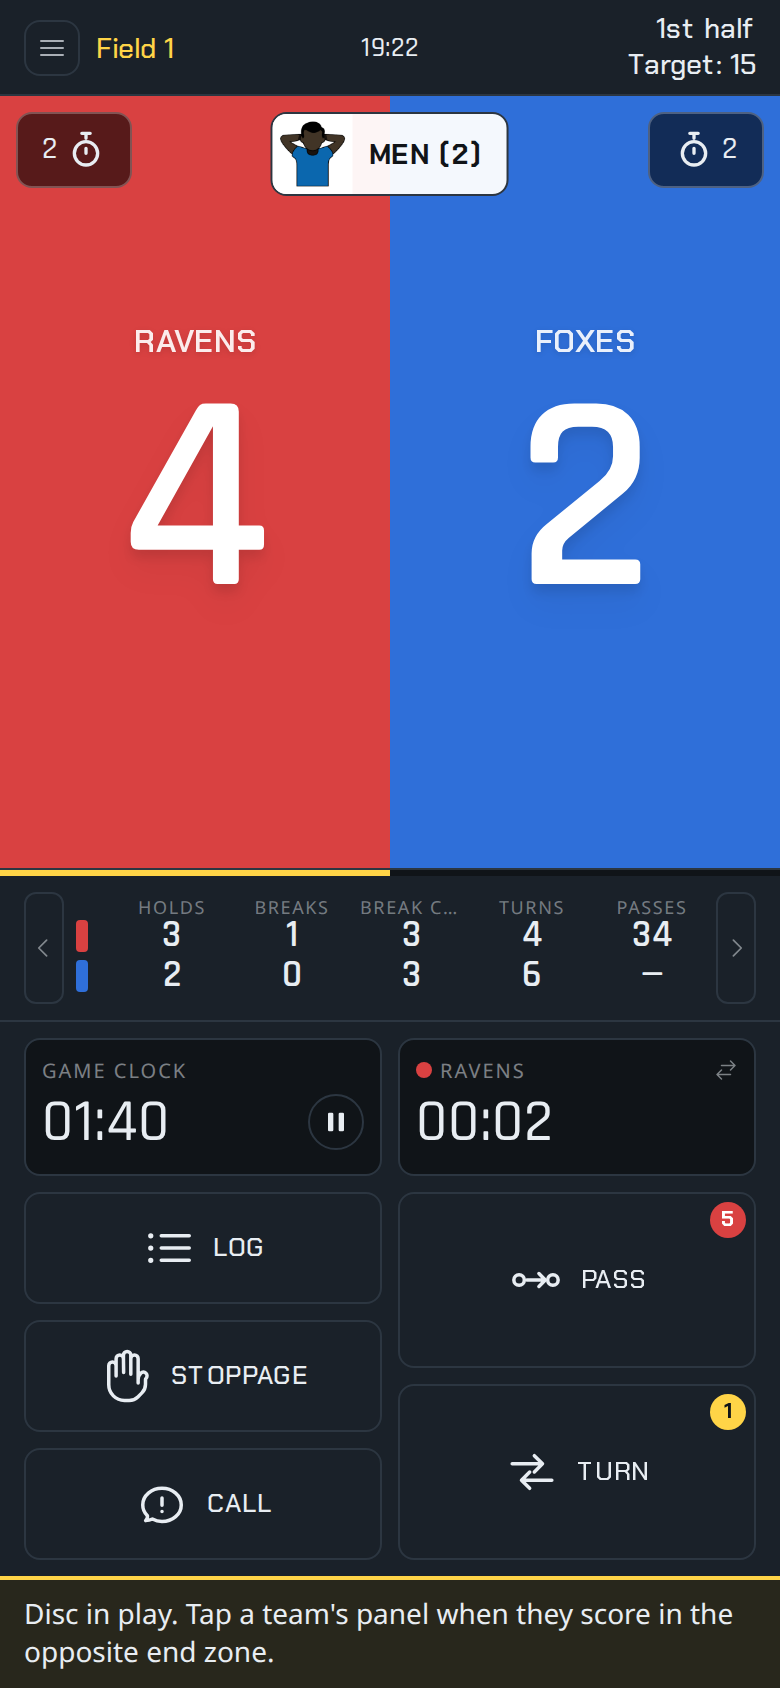 Field 1
19:22
1st half
Target: 15
2
MEN (2)
2
RAVENS
FOXES
4
2
HOLDS BREAKS BREAK C… TURNS PASSES
3 1 3 4 34
2 0 3 6 –
GAME CLOCK
01:40
RAVENS
00:02
LOG
STOPPAGE
CALL
5
PASS
1
TURN
Disc in play. Tap a team's panel when they score in the
opposite end zone.